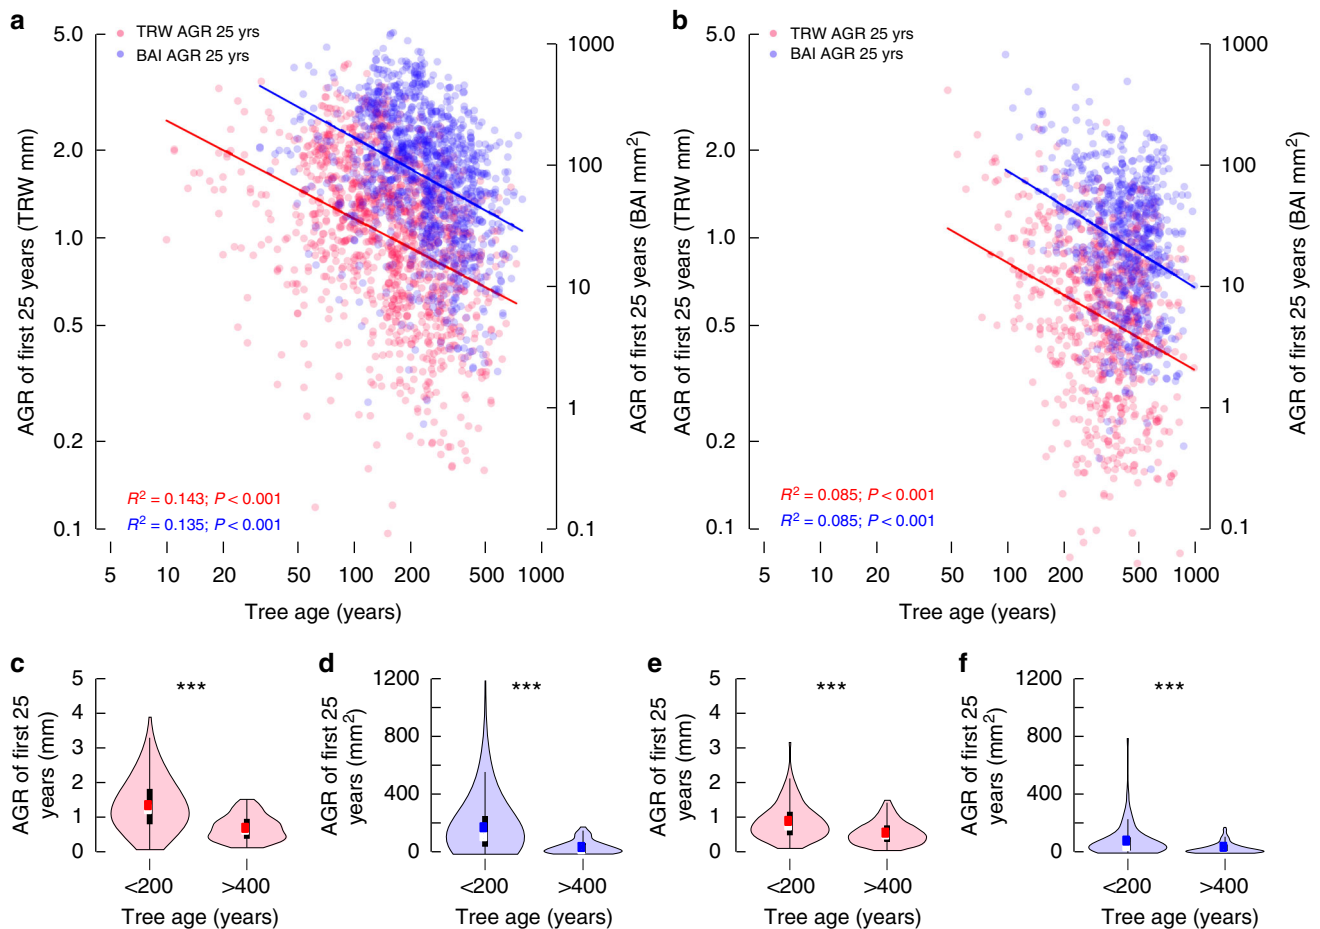 a
TRW AGR 25 yrs
BAI AGR 25 yrs
5.0
2.0
1.0
0.5
0.2
0.1
AGR of first 25 years (TRW mm)
1000
100
10
1
0.1
AGR of first 25 years (BAI mm²)
R² = 0.143; P < 0.001
R² = 0.135; P < 0.001
5 10 20 50 100 200 500 1000
Tree age (years)
b
TRW AGR 25 yrs
BAI AGR 25 yrs
5.0
2.0
1.0
0.5
0.2
0.1
AGR of first 25 years (TRW mm)
1000
100
10
1
0.1
AGR of first 25 years (BAI mm²)
R² = 0.085; P < 0.001
R² = 0.085; P < 0.001
5 10 20 50 100 200 500 1000
Tree age (years)
c
AGR of first 25
years (mm)
5
4
3
2
1
0
***
<200 >400
Tree age (years)
d
AGR of first 25
years (mm²)
1200
800
400
0
***
<200 >400
Tree age (years)
e
AGR of first 25
years (mm)
5
4
3
2
1
0
***
<200 >400
Tree age (years)
f
AGR of first 25
years (mm²)
1200
800
400
0
***
<200 >400
Tree age (years)